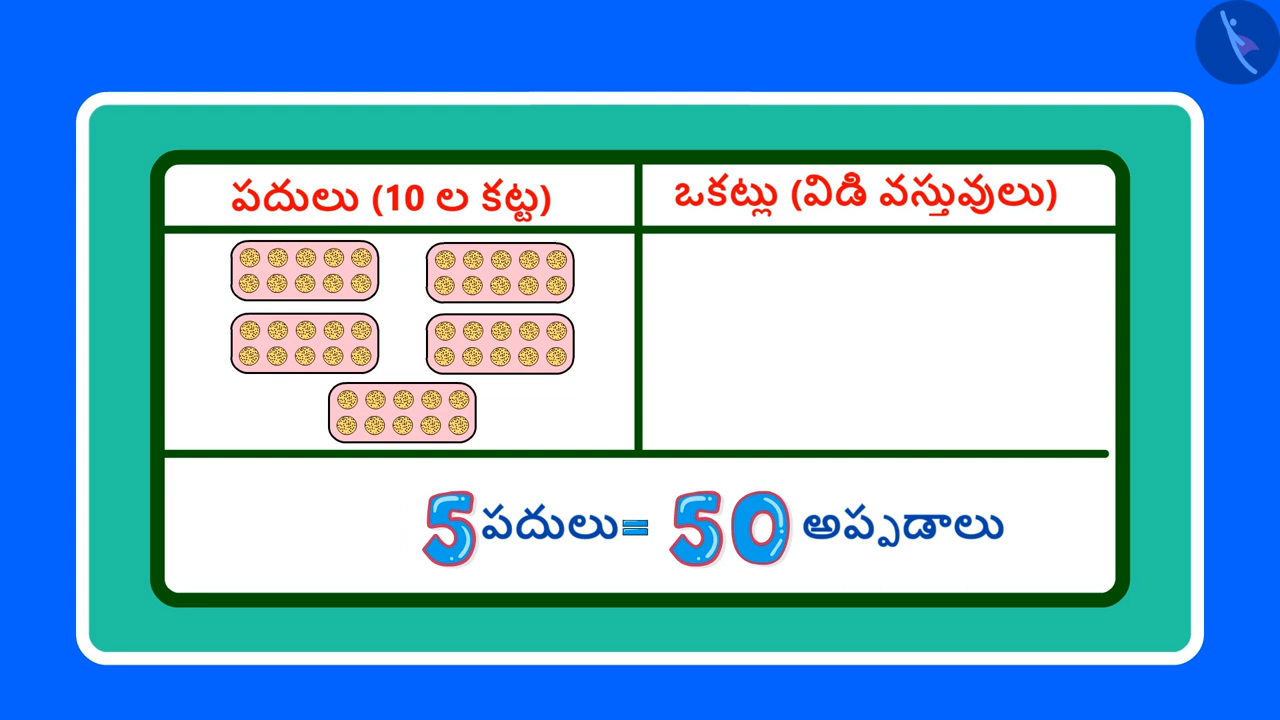 పదులు (10 ల కట్ట)
ఒకట్లు (విడి వస్తువులు)
5 పదులు = 50 అప్పడాలు